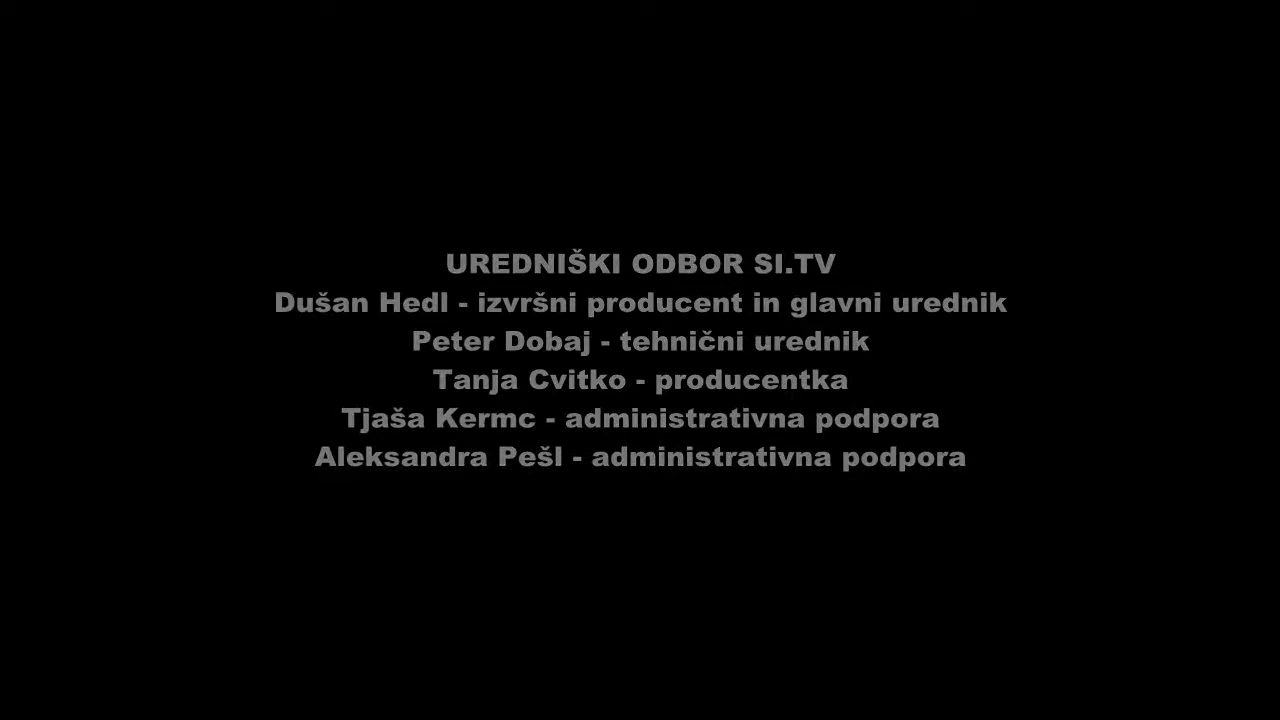 UREDNIŠKI ODBOR SI.TV
Dušan Hedl - izvršni producent in glavni urednik
Peter Dobaj - tehnični urednik
Tanja Cvitko - producentka
Tjaša Kermc - administrativna podpora
Aleksandra Pešl - administrativna podpora